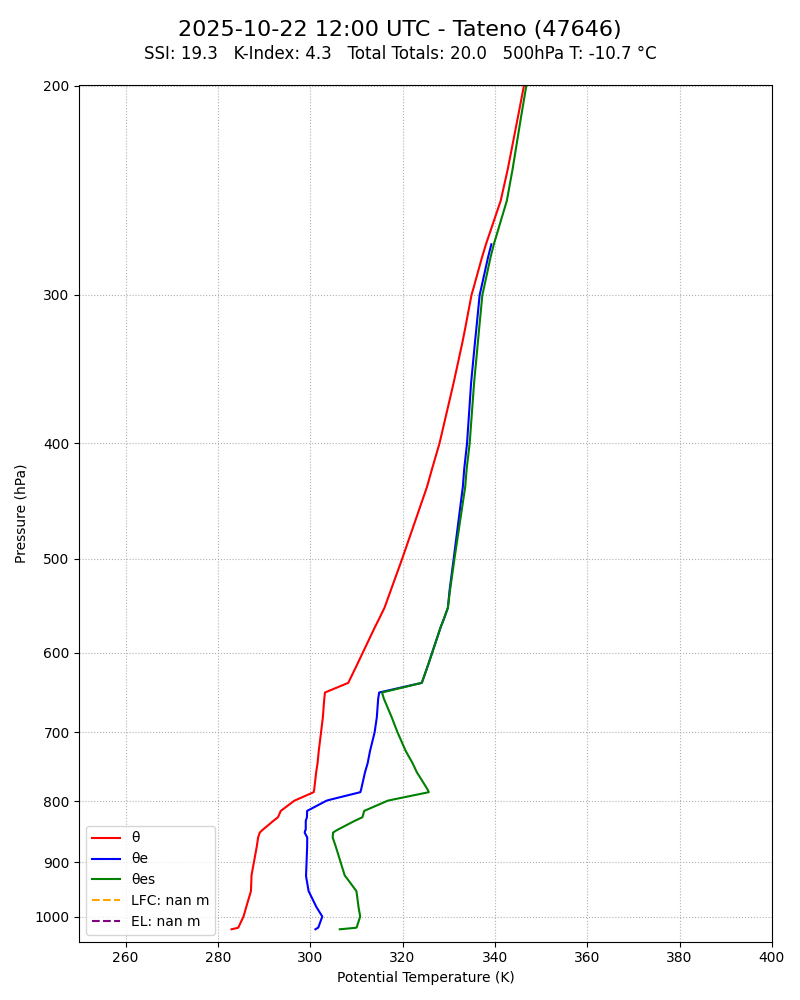 2025-10-22 12:00 UTC - Tateno (47646)
SSI: 19.3   K-Index: 4.3   Total Totals: 20.0   500hPa T: -10.7 °C
200
300
400
500
600
700
800
900
1000
Pressure (hPa)
θ
θe
θes
LFC: nan m
EL: nan m
260 280 300 320 340 360 380 400
Potential Temperature (K)